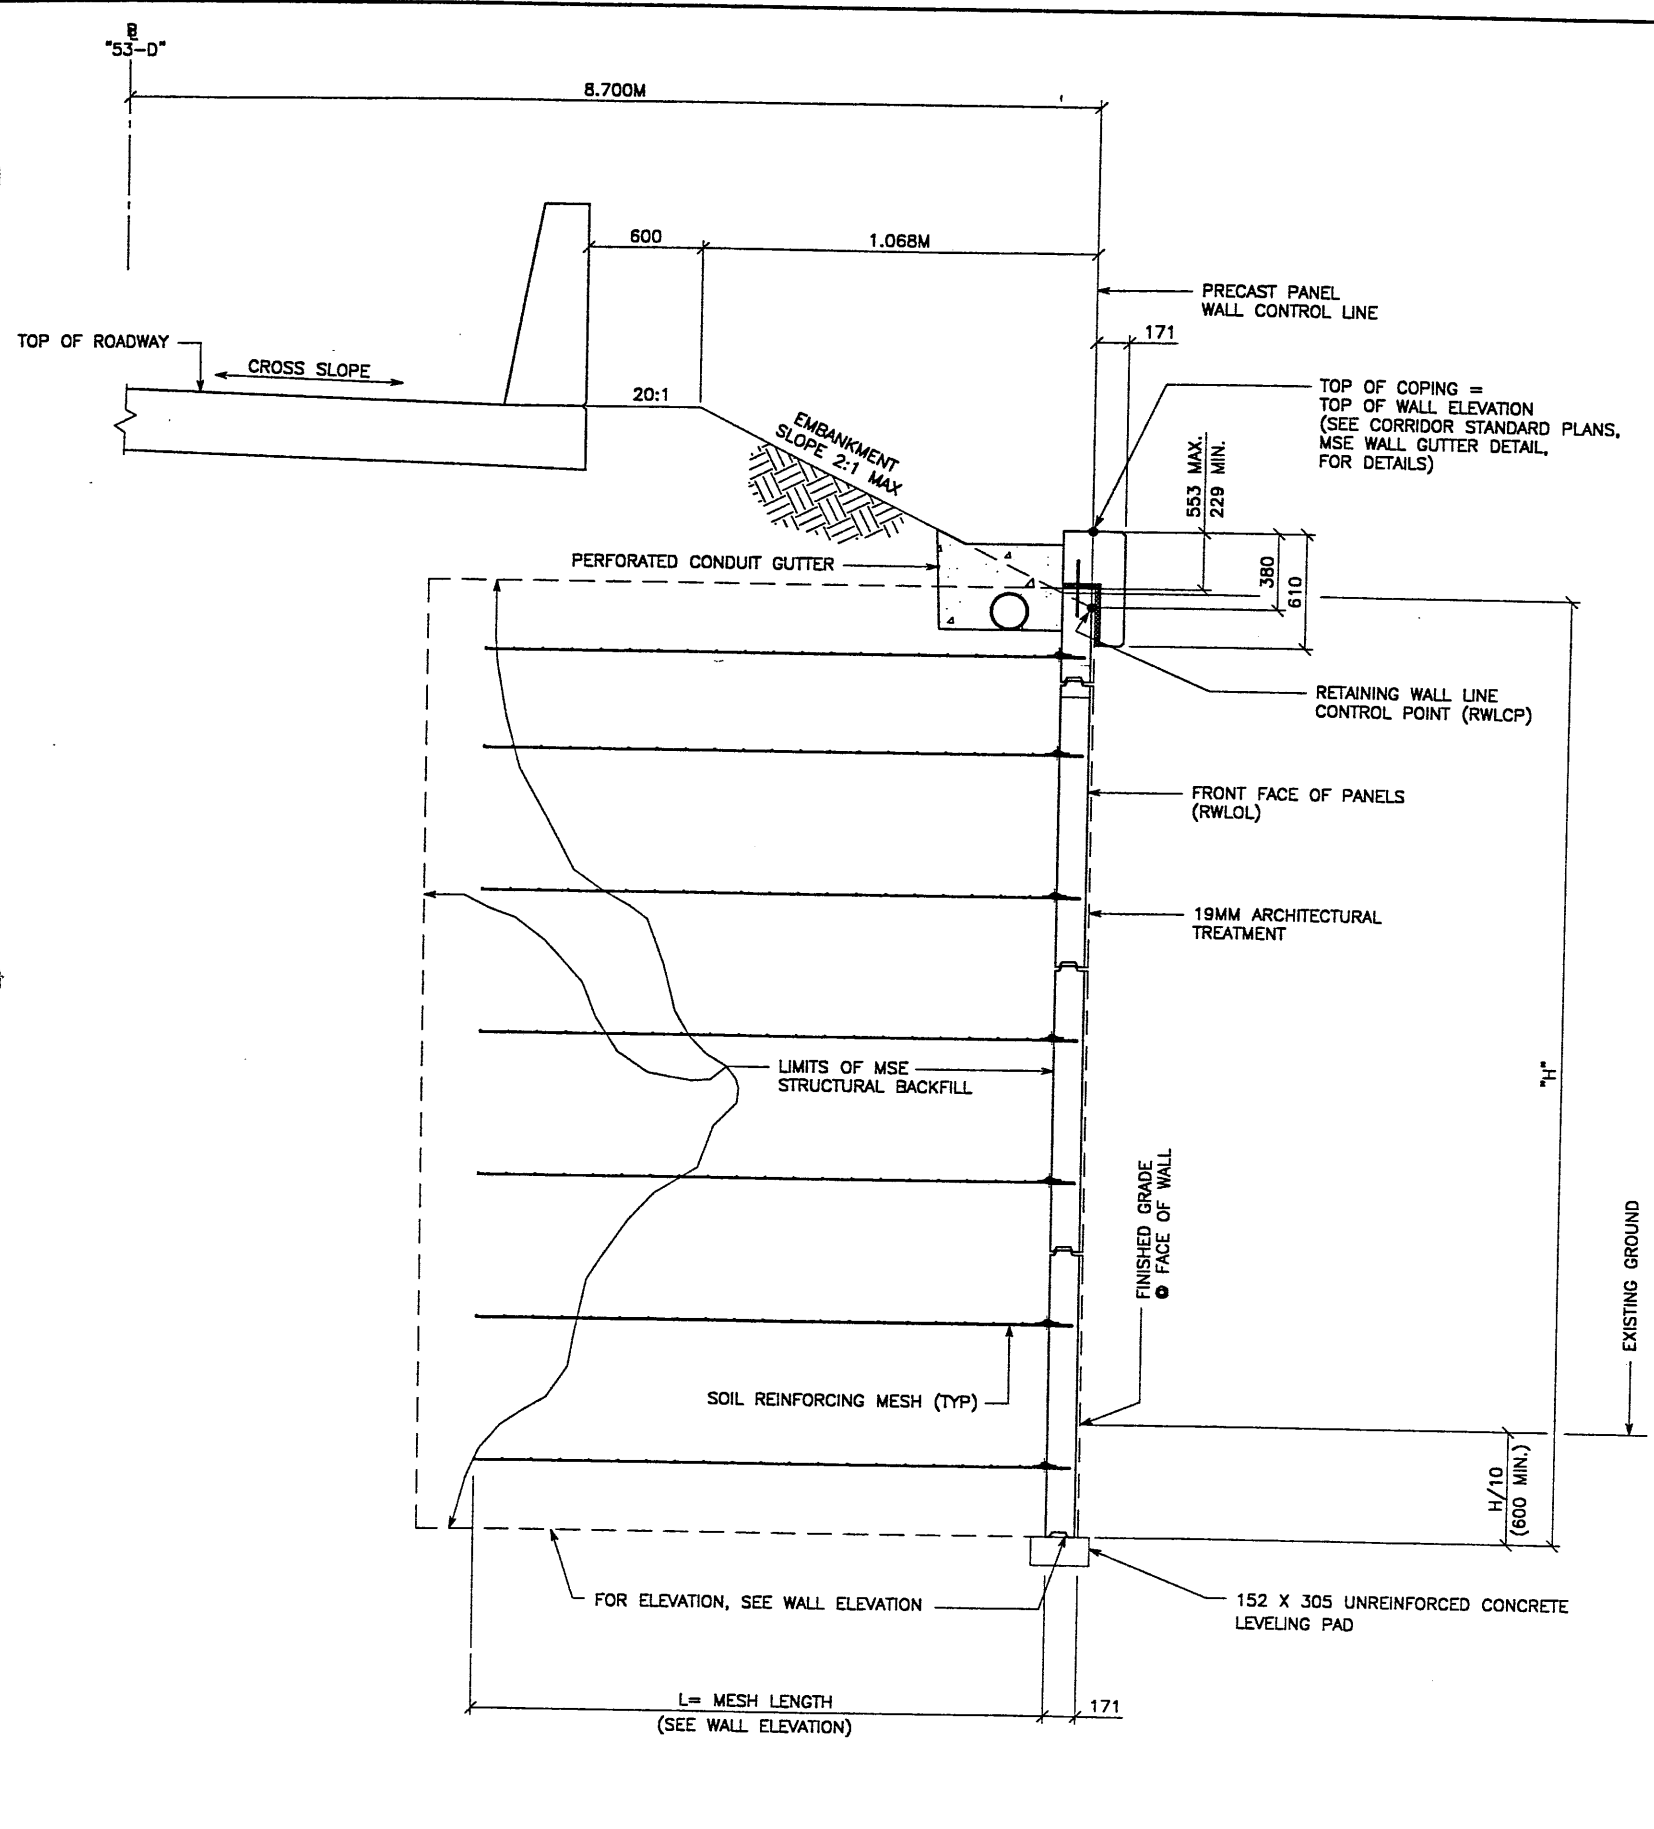 ℄
"53-D"
8.700M
600
1.068M
PRECAST PANEL
WALL CONTROL LINE
171
TOP OF ROADWAY
CROSS SLOPE
20:1
EMBANKMENT
SLOPE 2:1 MAX
TOP OF COPING =
TOP OF WALL ELEVATION
(SEE CORRIDOR STANDARD PLANS,
MSE WALL GUTTER DETAIL,
FOR DETAILS)
553 MAX.
229 MIN.
380
610
PERFORATED CONDUIT GUTTER
RETAINING WALL LINE
CONTROL POINT (RWLCP)
FRONT FACE OF PANELS
(RWLOL)
19MM ARCHITECTURAL
TREATMENT
LIMITS OF MSE
STRUCTURAL BACKFILL
"H"
FINISHED GRADE
@ FACE OF WALL
EXISTING GROUND
SOIL REINFORCING MESH (TYP)
H/10
(600 MIN.)
FOR ELEVATION, SEE WALL ELEVATION
152 X 305 UNREINFORCED CONCRETE
LEVELING PAD
L= MESH LENGTH
(SEE WALL ELEVATION)
171